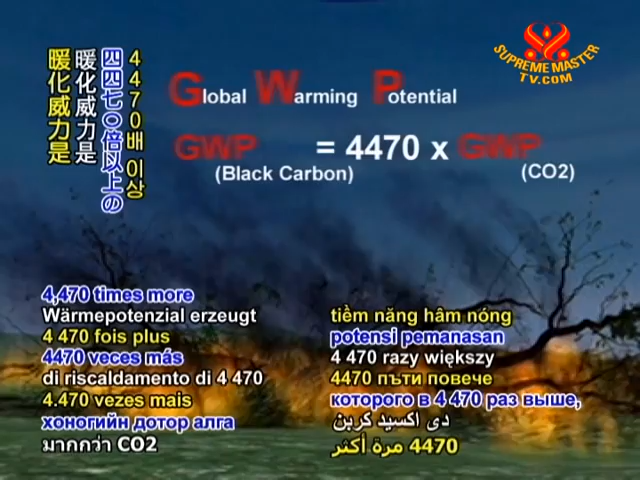 SUPREME MASTER
TV.COM
Global Warming Potential
GWP = 4470 x GWP
(Black Carbon)
(CO2)
暖化威力是
暖化威力是
四四七〇倍以上の
4470배 이상
4,470 times more
Wärmepotenzial erzeugt
4 470 fois plus
4470 veces más
di riscaldamento di 4 470
4.470 vezes mais
хоногийн дотор алга
มากกว่า CO2
tiềm năng hâm nóng
potensi pemanasan
4 470 razy większy
4470 пъти повече
которого в 4 470 раз выше,
دی اکسید کربن
4470 مرة أكثر